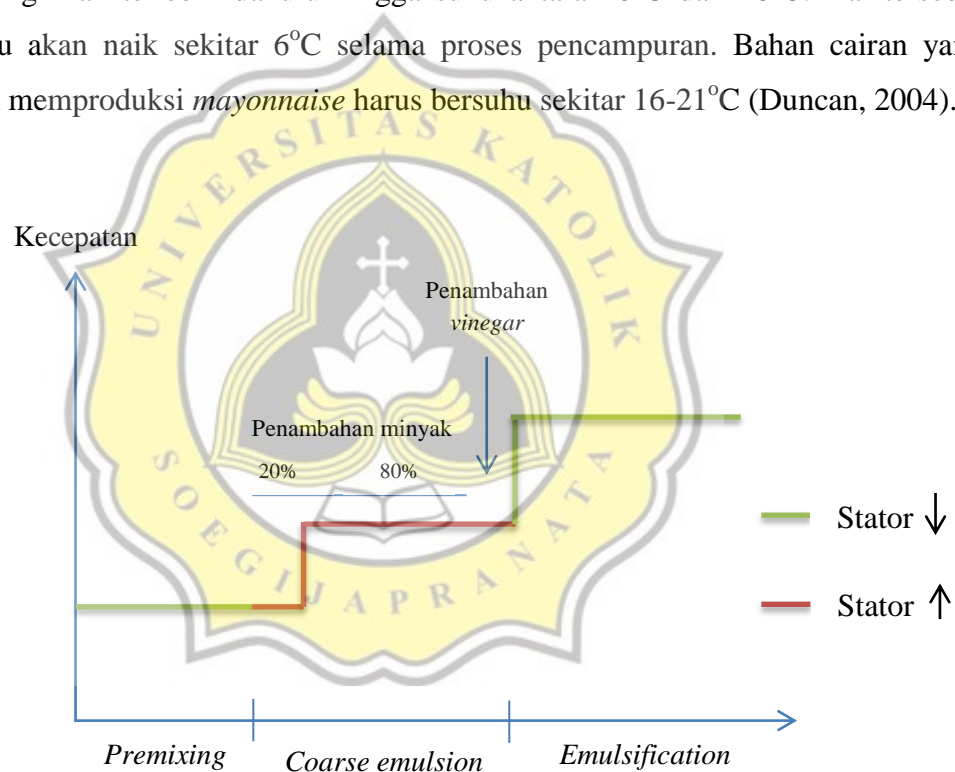 u akan naik sekitar 6°C selama proses pencampuran. Bahan cairan
memproduksi mayonnaise harus bersuhu sekitar 16-21°C (Duncan, 2004).
UNIVERSITAS KATOLIK
SOEGIJAPRANATA
Kecepatan
Penambahan
vinegar
Penambahan minyak
20% 80%
Stator ↓
Stator ↑
Premixing Coarse emulsion Emulsification